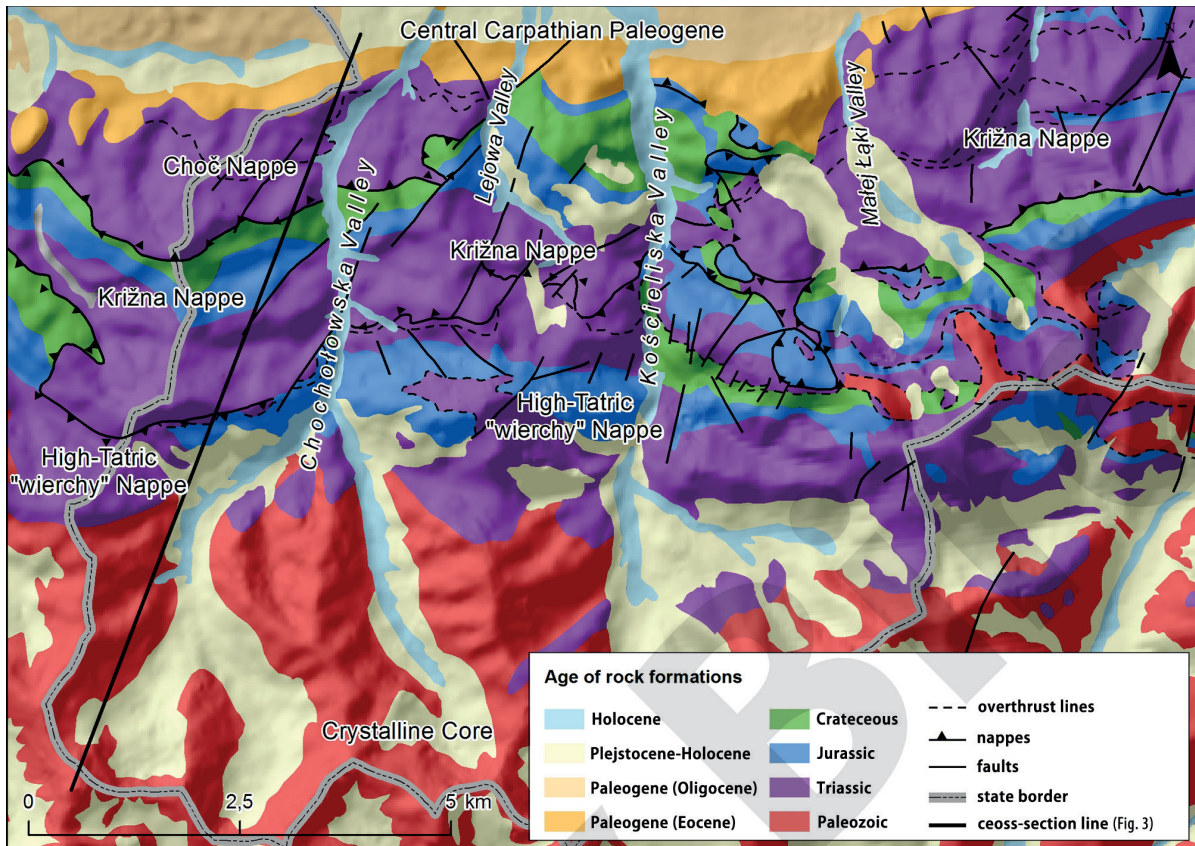 Central Carpathian Paleogene
Lejowa Valley
Małej Łąki Valley
Križna Nappe
Choč Nappe
Chochołowska Valley
Kościeliska Valley
Križna Nappe
Križna Nappe
High-Tatric
"wierchy" Nappe
High-Tatric
"wierchy" Nappe
Crystalline Core
0 2,5 5 km
Age of rock formations
Holocene
Plejstocene-Holocene
Paleogene (Oligocene)
Paleogene (Eocene)
Crateceous
Jurassic
Triassic
Paleozoic
overthrust lines
nappes
faults
state border
ceoss-section line (Fig. 3)